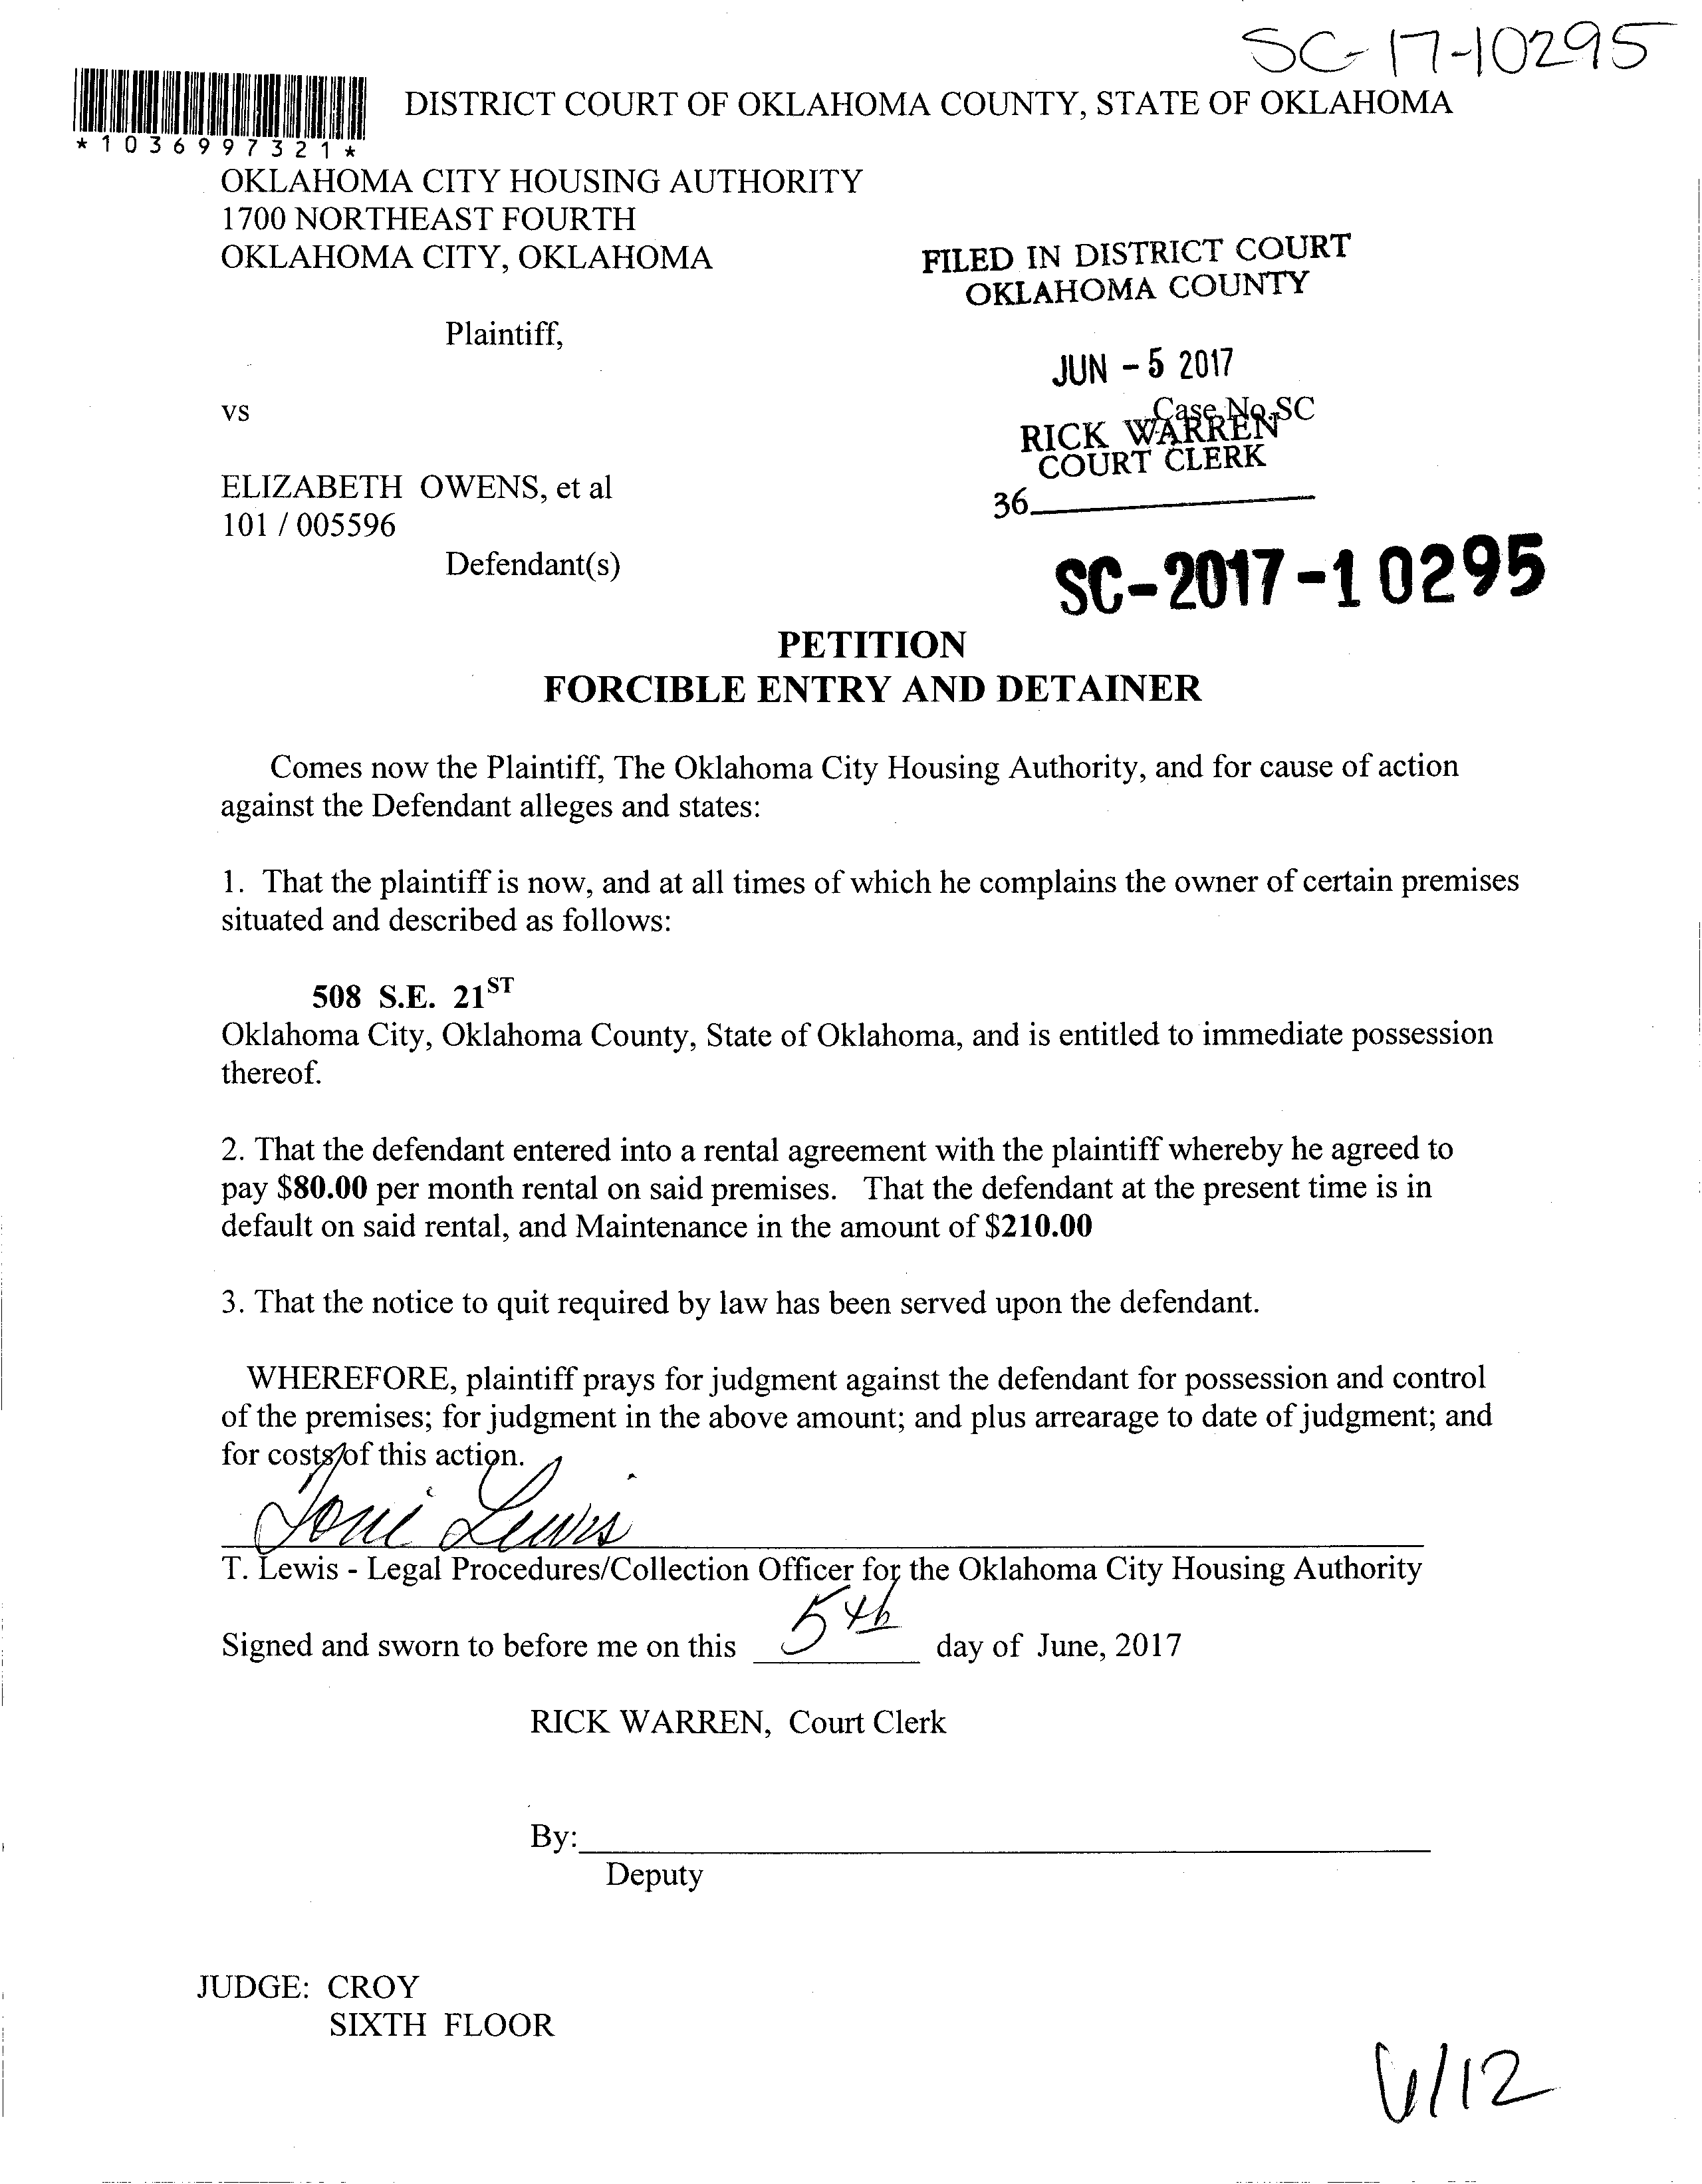 SC-17-10295
DISTRICT COURT OF OKLAHOMA COUNTY, STATE OF OKLAHOMA
*1036997321*
OKLAHOMA CITY HOUSING AUTHORITY
1700 NORTHEAST FOURTH
OKLAHOMA CITY, OKLAHOMA
FILED IN DISTRICT COURT
OKLAHOMA COUNTY
Plaintiff,
JUN - 5 2017
vs
Case No. SC
RICK WARREN
COURT CLERK
ELIZABETH OWENS, et al
36
101 / 005596
Defendant(s)
SC-2017-10295
PETITION
FORCIBLE ENTRY AND DETAINER
Comes now the Plaintiff, The Oklahoma City Housing Authority, and for cause of action
against the Defendant alleges and states:
1. That the plaintiff is now, and at all times of which he complains the owner of certain premises
situated and described as follows:
508 S.E. 21ST
Oklahoma City, Oklahoma County, State of Oklahoma, and is entitled to immediate possession
thereof.
2. That the defendant entered into a rental agreement with the plaintiff whereby he agreed to
pay $80.00 per month rental on said premises. That the defendant at the present time is in
default on said rental, and Maintenance in the amount of $210.00
3. That the notice to quit required by law has been served upon the defendant.
WHEREFORE, plaintiff prays for judgment against the defendant for possession and control
of the premises; for judgment in the above amount; and plus arrearage to date of judgment; and
for costs of this action.
Toni Lewis
T. Lewis - Legal Procedures/Collection Officer for the Oklahoma City Housing Authority
Signed and sworn to before me on this 5th day of June, 2017
RICK WARREN, Court Clerk
By:
Deputy
JUDGE: CROY
SIXTH FLOOR
6/12